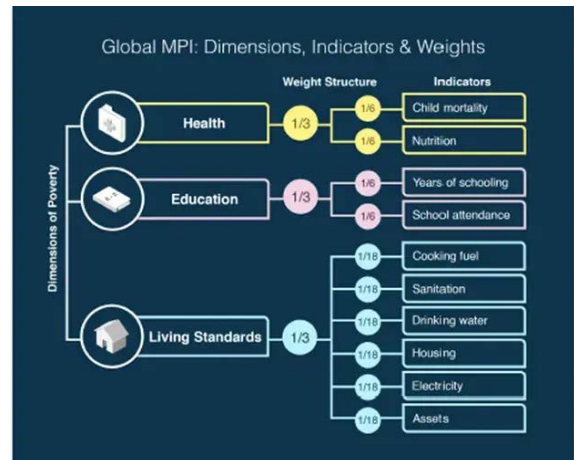 Global MPI: Dimensions, Indicators & Weights
Weight Structure
Indicators
Dimensions of Poverty
Health
1/3
1/6
Child mortality
1/6
Nutrition
Education
1/3
1/6
Years of schooling
1/6
School attendance
Living Standards
1/3
1/18
Cooking fuel
1/18
Sanitation
1/18
Drinking water
1/18
Housing
1/18
Electricity
1/18
Assets